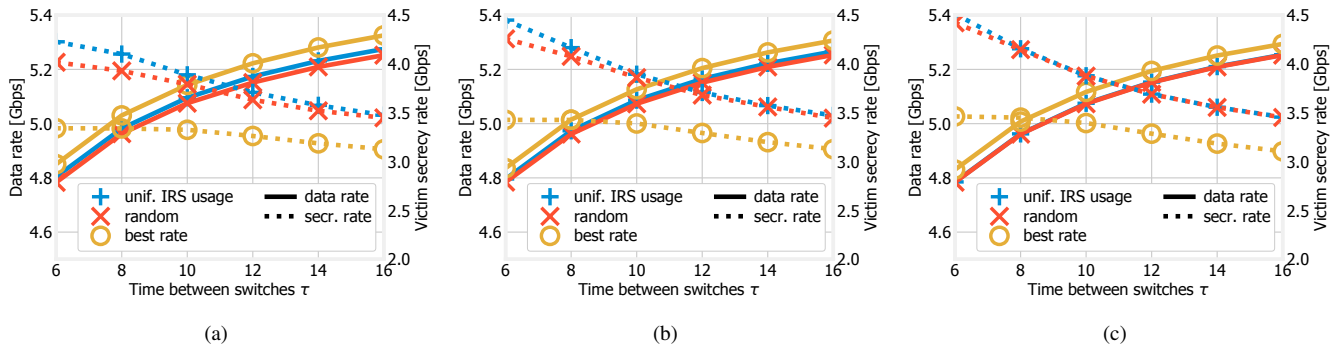 5.4
5.2
5.0
4.8
4.6
Data rate [Gbps]
4.5
4.0
3.5
3.0
2.5
2.0
Victim secrecy rate [Gbps]
unif. IRS usage
random
best rate
data rate
secr. rate
6 8 10 12 14 16
Time between switches τ
(a)
5.4
5.2
5.0
4.8
4.6
Data rate [Gbps]
4.5
4.0
3.5
3.0
2.5
2.0
Victim secrecy rate [Gbps]
unif. IRS usage
random
best rate
data rate
secr. rate
6 8 10 12 14 16
Time between switches τ
(b)
5.4
5.2
5.0
4.8
4.6
Data rate [Gbps]
4.5
4.0
3.5
3.0
2.5
2.0
Victim secrecy rate [Gbps]
unif. IRS usage
random
best rate
data rate
secr. rate
6 8 10 12 14 16
Time between switches τ
(c)